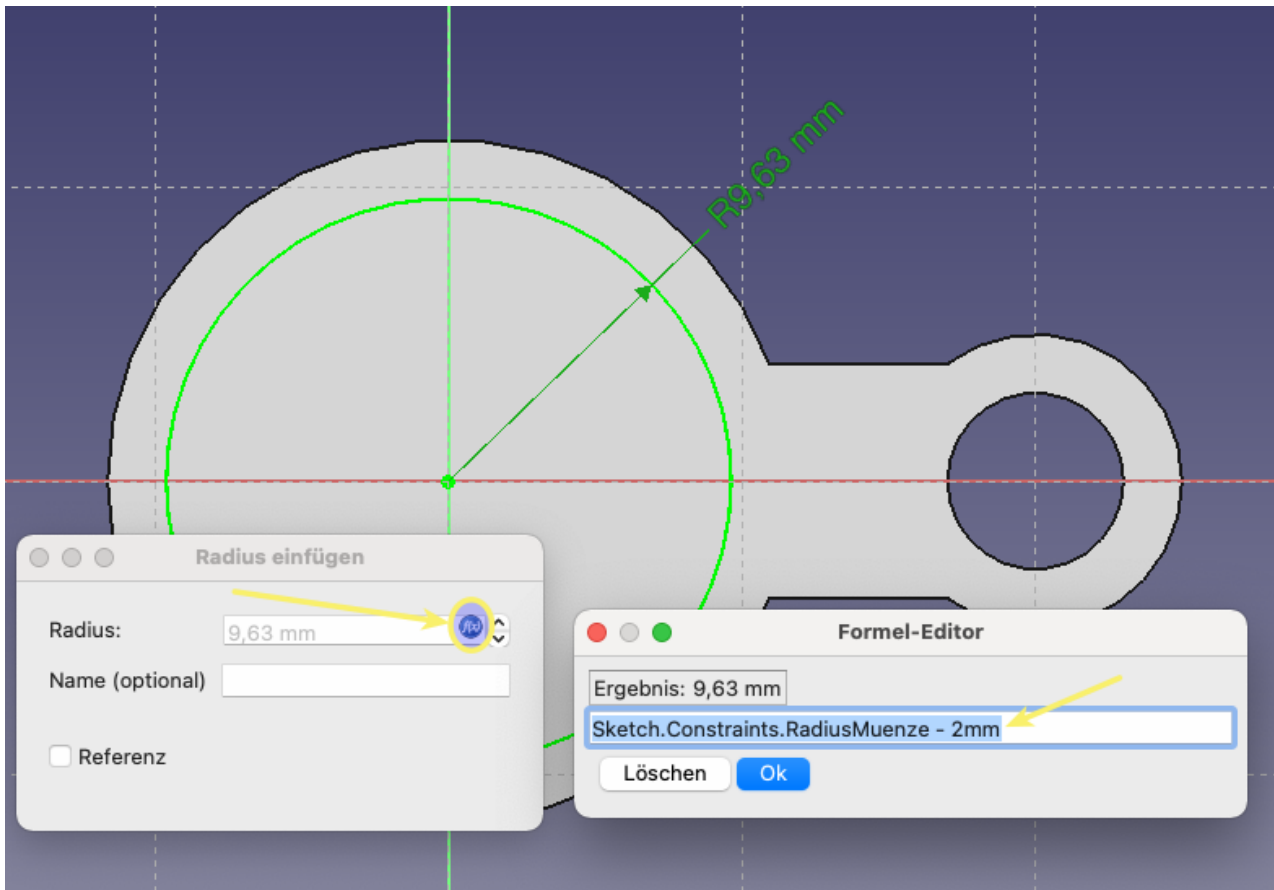 R9,63 mm
Radius einfügen
Radius:
9,63 mm
f(x)
Name (optional)
Referenz
Formel-Editor
Ergebnis: 9,63 mm
Sketch.Constraints.RadiusMuenze - 2mm
Löschen
Ok